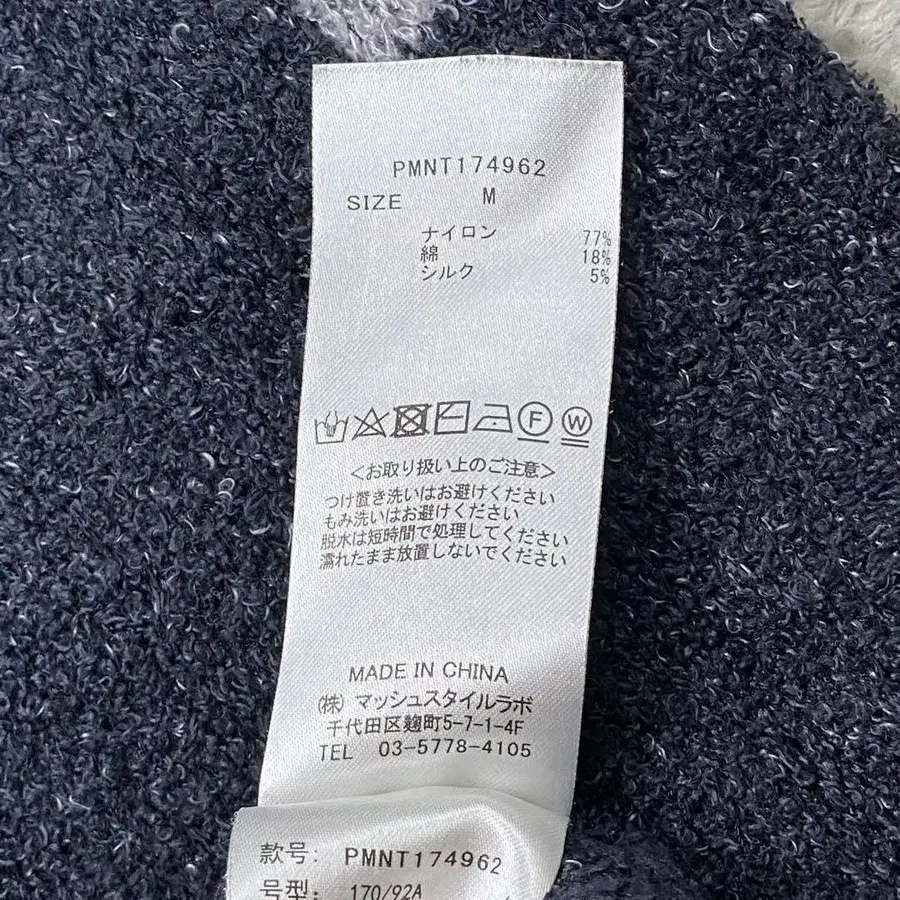 PMNT174962
SIZE M
ナイロン 77%
綿 18%
シルク 5%
F W
<お取り扱い上のご注意>
つけ置き洗いはお避けください
もみ洗いはお避けください
脱水は短時間で処理してください
濡れたまま放置しないでください
MADE IN CHINA
(株) マッシュスタイルラボ
千代田区麹町5-7-1-4F
TEL 03-5778-4105
款号: PMNT174962
号型: 170/92A